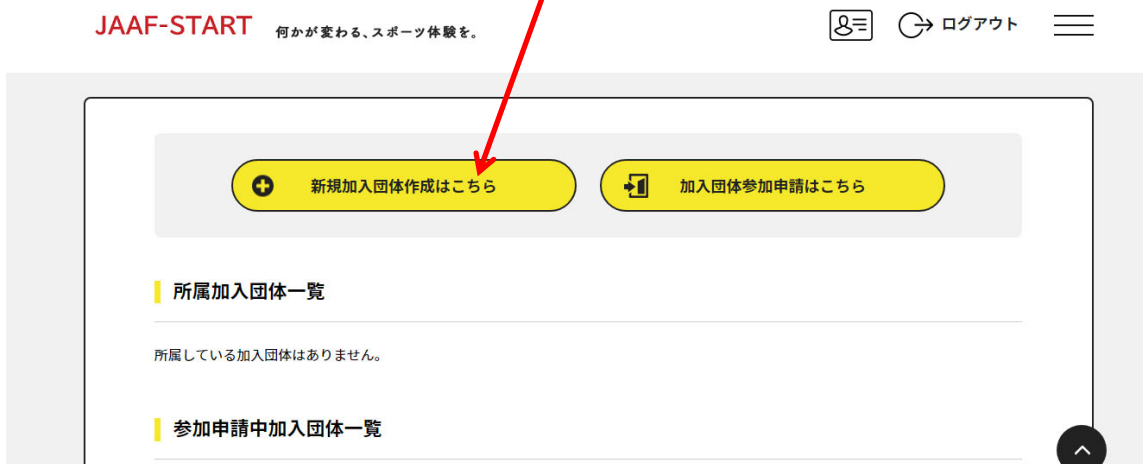 JAAF-START 何かが変わる、スポーツ体験を。 ログアウト
新規加入団体作成はこちら 加入団体参加申請はこちら
所属加入団体一覧
所属している加入団体はありません。
参加申請中加入団体一覧